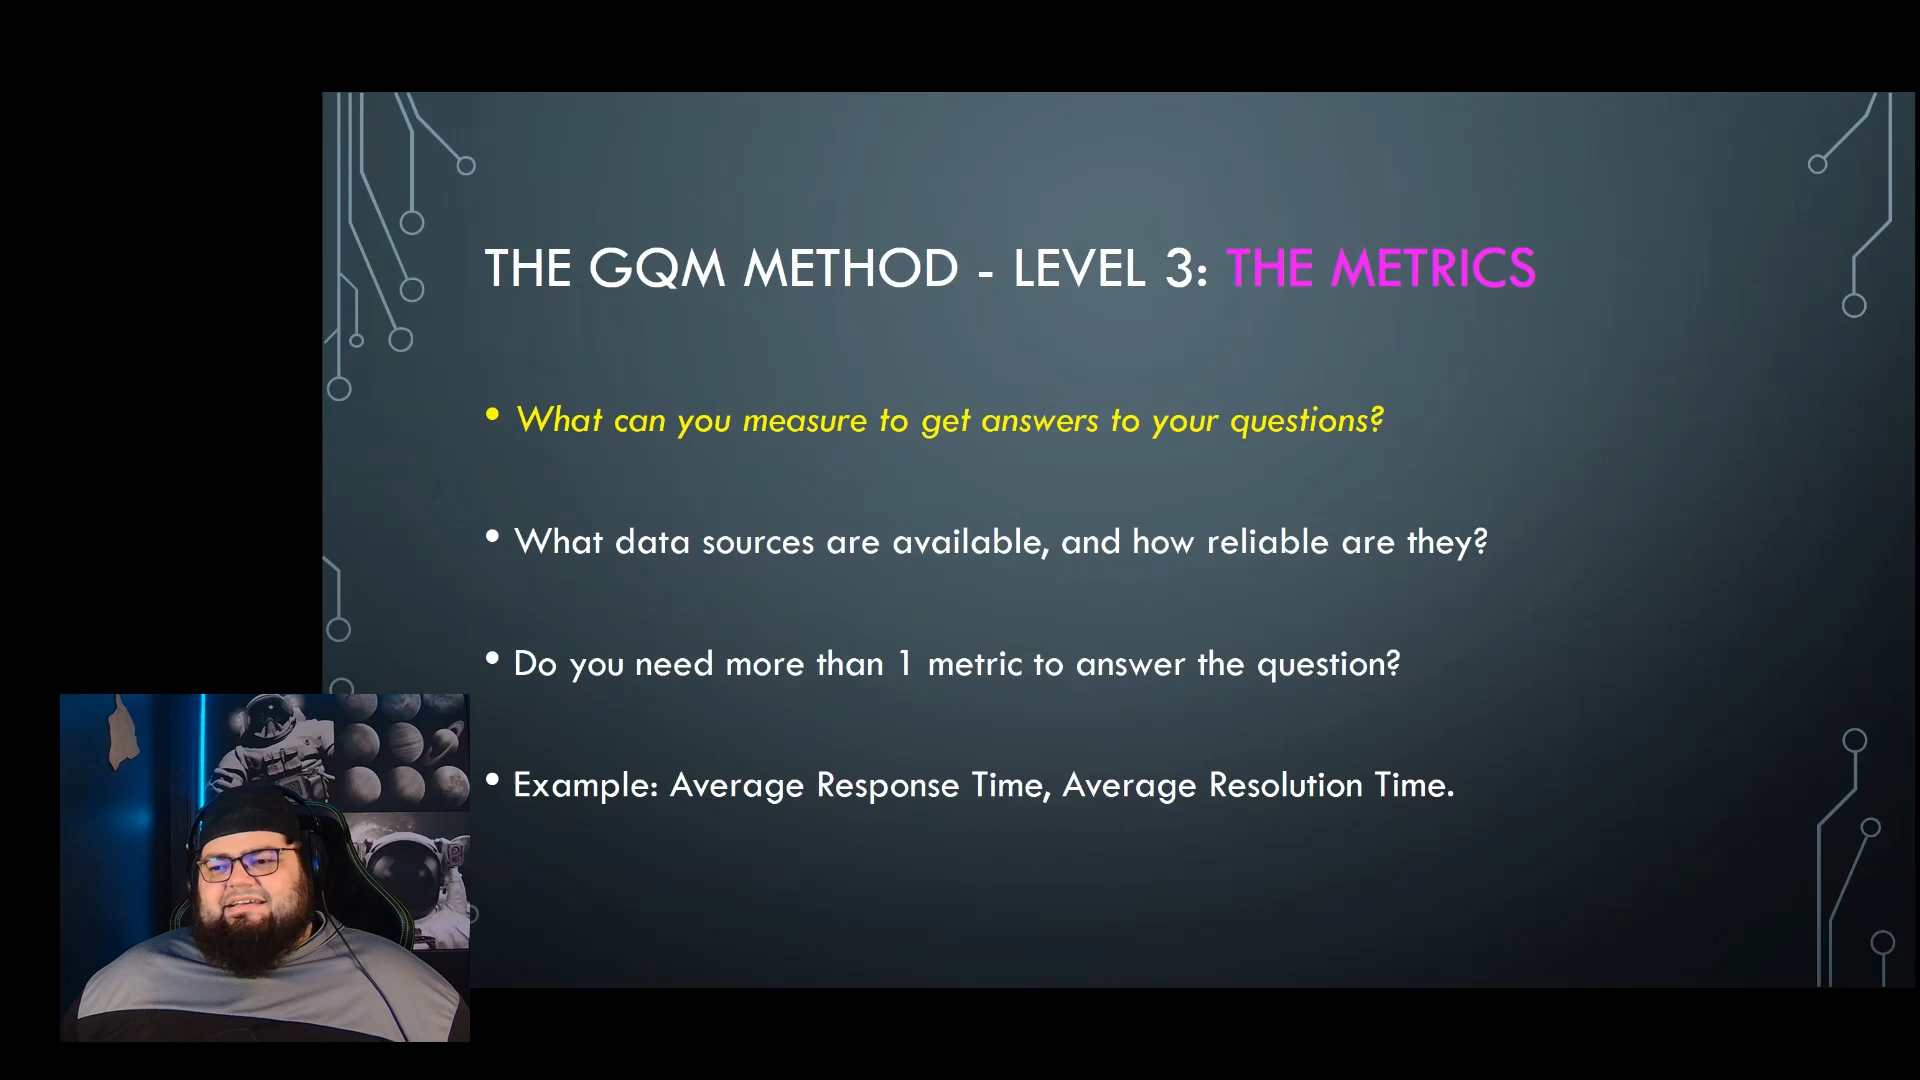 THE GQM METHOD - LEVEL 3: THE METRICS
• What can you measure to get answers to your questions?
• What data sources are available, and how reliable are they?
• Do you need more than 1 metric to answer the question?
• Example: Average Response Time, Average Resolution Time.